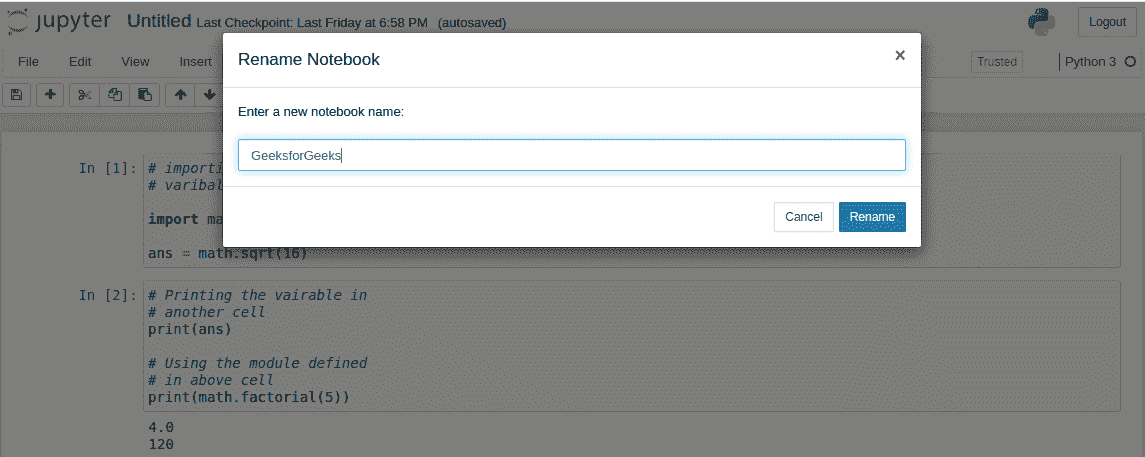 jupyter Untitled Last Checkpoint: Last Friday at 6:58 PM (autosaved)
Logout
File Edit View Insert
Trusted
Python 3
Rename Notebook
×
Enter a new notebook name:
GeeksforGeeks
Cancel Rename
In [1]: # importi
# varibal
import ma
ans = math.sqrt(16)
In [2]: # Printing the vairable in
# another cell
print(ans)
# Using the module defined
# in above cell
print(math.factorial(5))
4.0
120